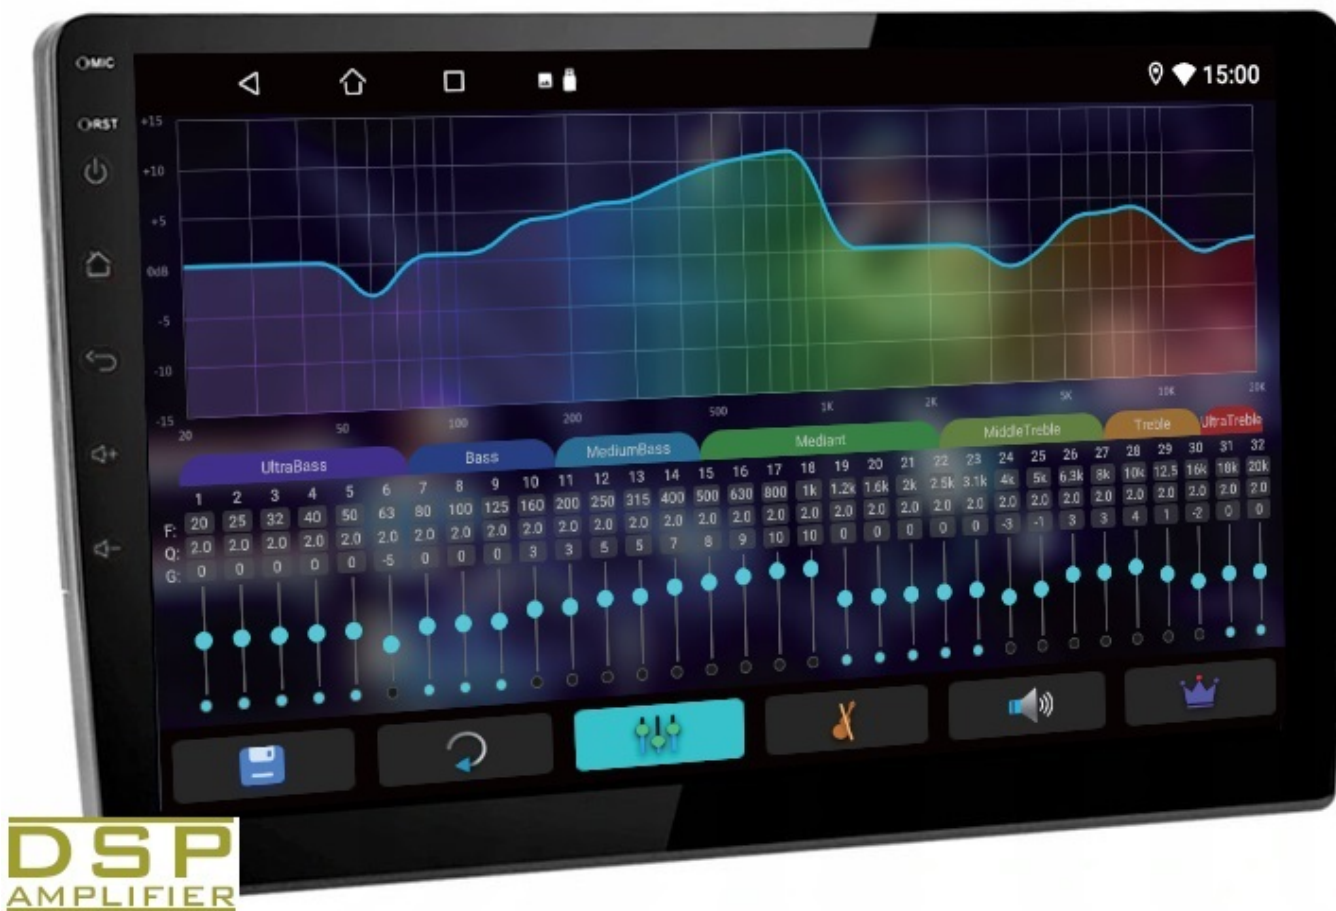 MIC
15:00
RST
+15
+10
+5
0dB
-5
-10
-15
20 50 100 200 500 1K 2K 5K 10K 20K
UltraBass Bass MediumBass Mediant MiddleTreble Treble UltraTreble
1 2 3 4 5 6 7 8 9 10 11 12 13 14 15 16 17 18 19 20 21 22 23 24 25 26 27 28 29 30 31 32
F: 20 25 32 40 50 63 80 100 125 160 200 250 315 400 500 630 800 1k 1.2k 1.6k 2k 2.5k 3.1k 4k 5k 6.3k 8k 10k 12.5 16k 18k 20k
Q: 2.0 2.0 2.0 2.0 2.0 2.0 2.0 2.0 2.0 2.0 2.0 2.0 2.0 2.0 2.0 2.0 2.0 2.0 2.0 2.0 2.0 2.0 2.0 2.0 2.0 2.0 2.0 2.0 2.0 2.0 2.0 2.0
G: 0 0 0 0 0 -5 0 0 0 3 3 5 5 7 8 9 10 10 0 0 0 0 0 -3 -1 3 3 4 1 -2 0 0
DSP
AMPLIFIER